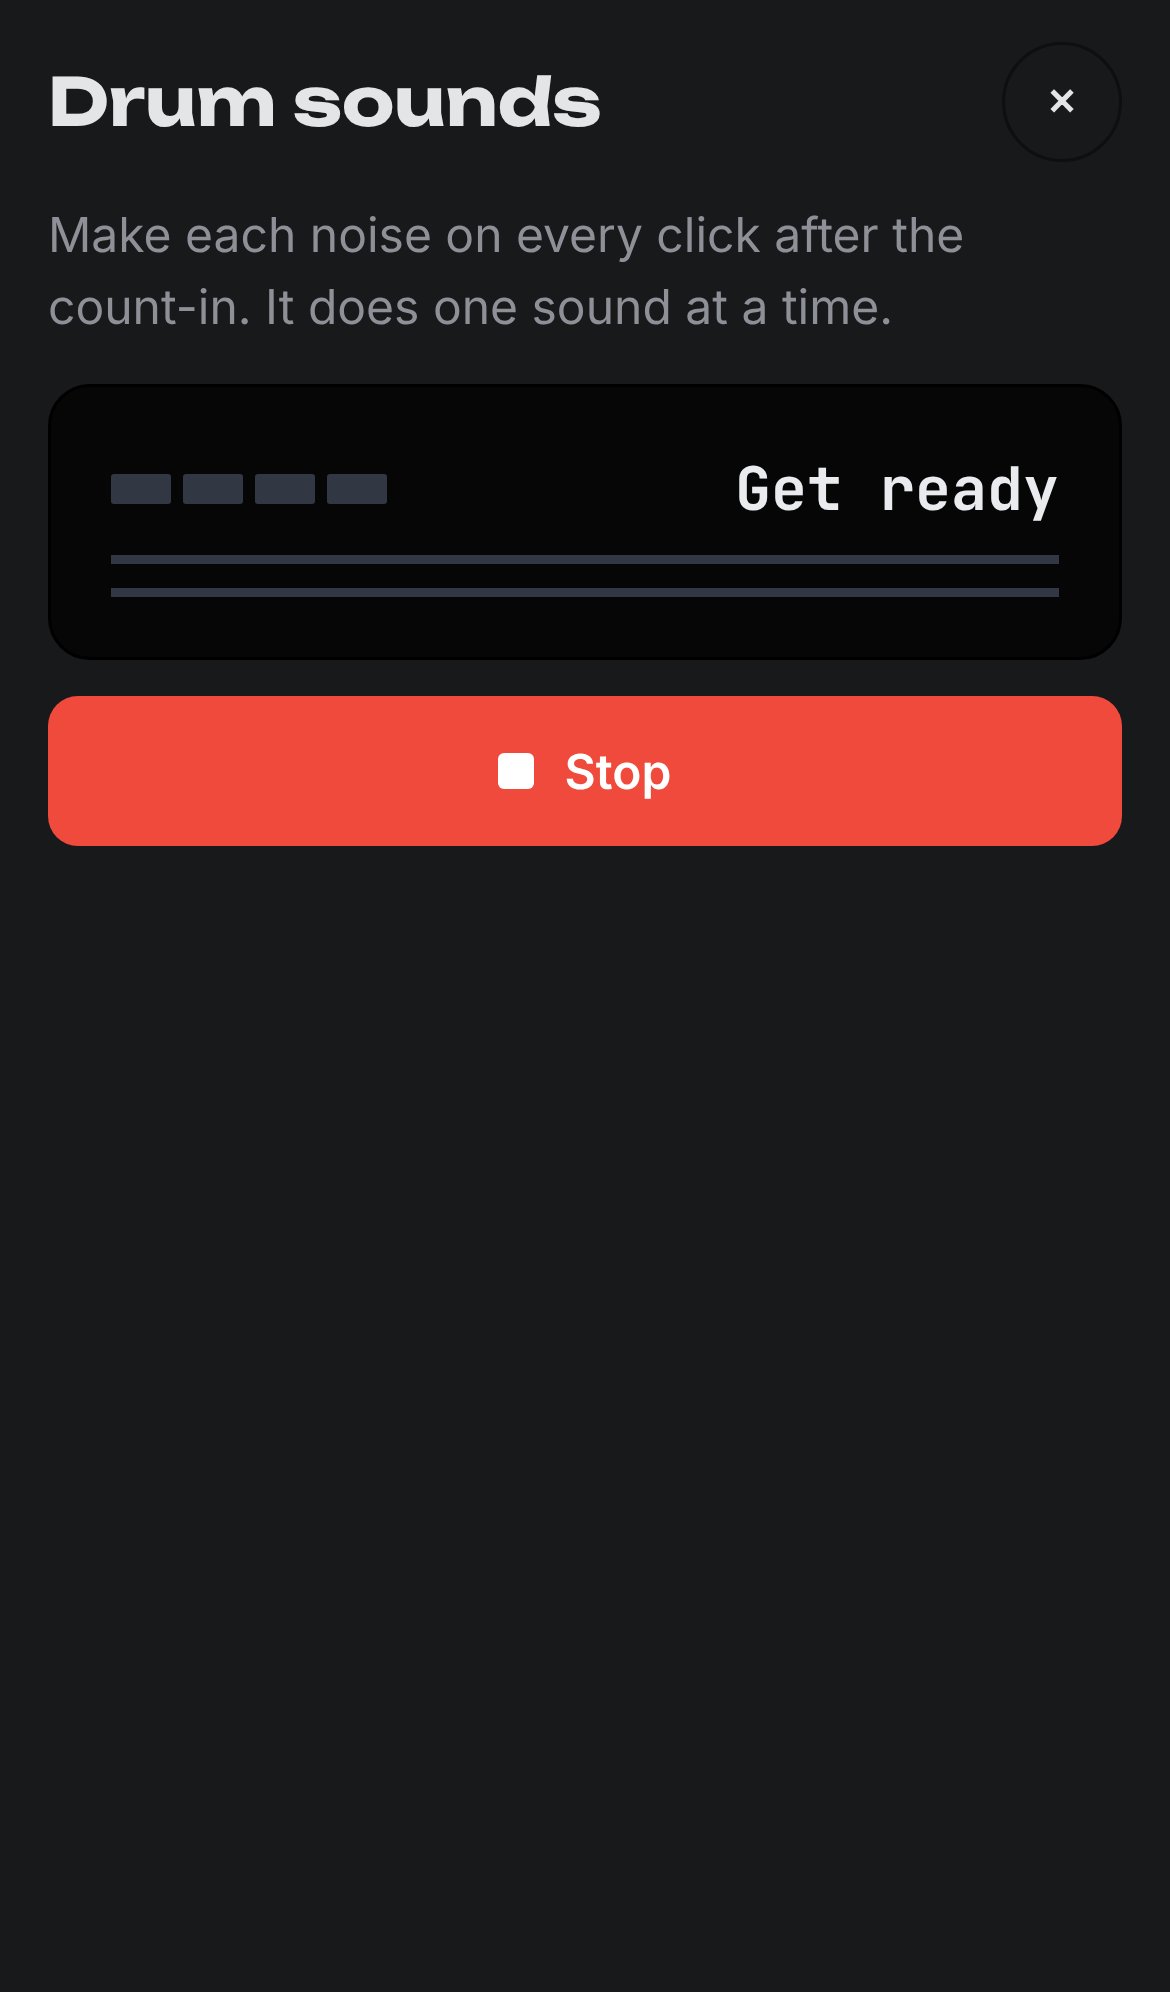 Drum sounds
Make each noise on every click after the
count-in. It does one sound at a time.
Get ready
Stop